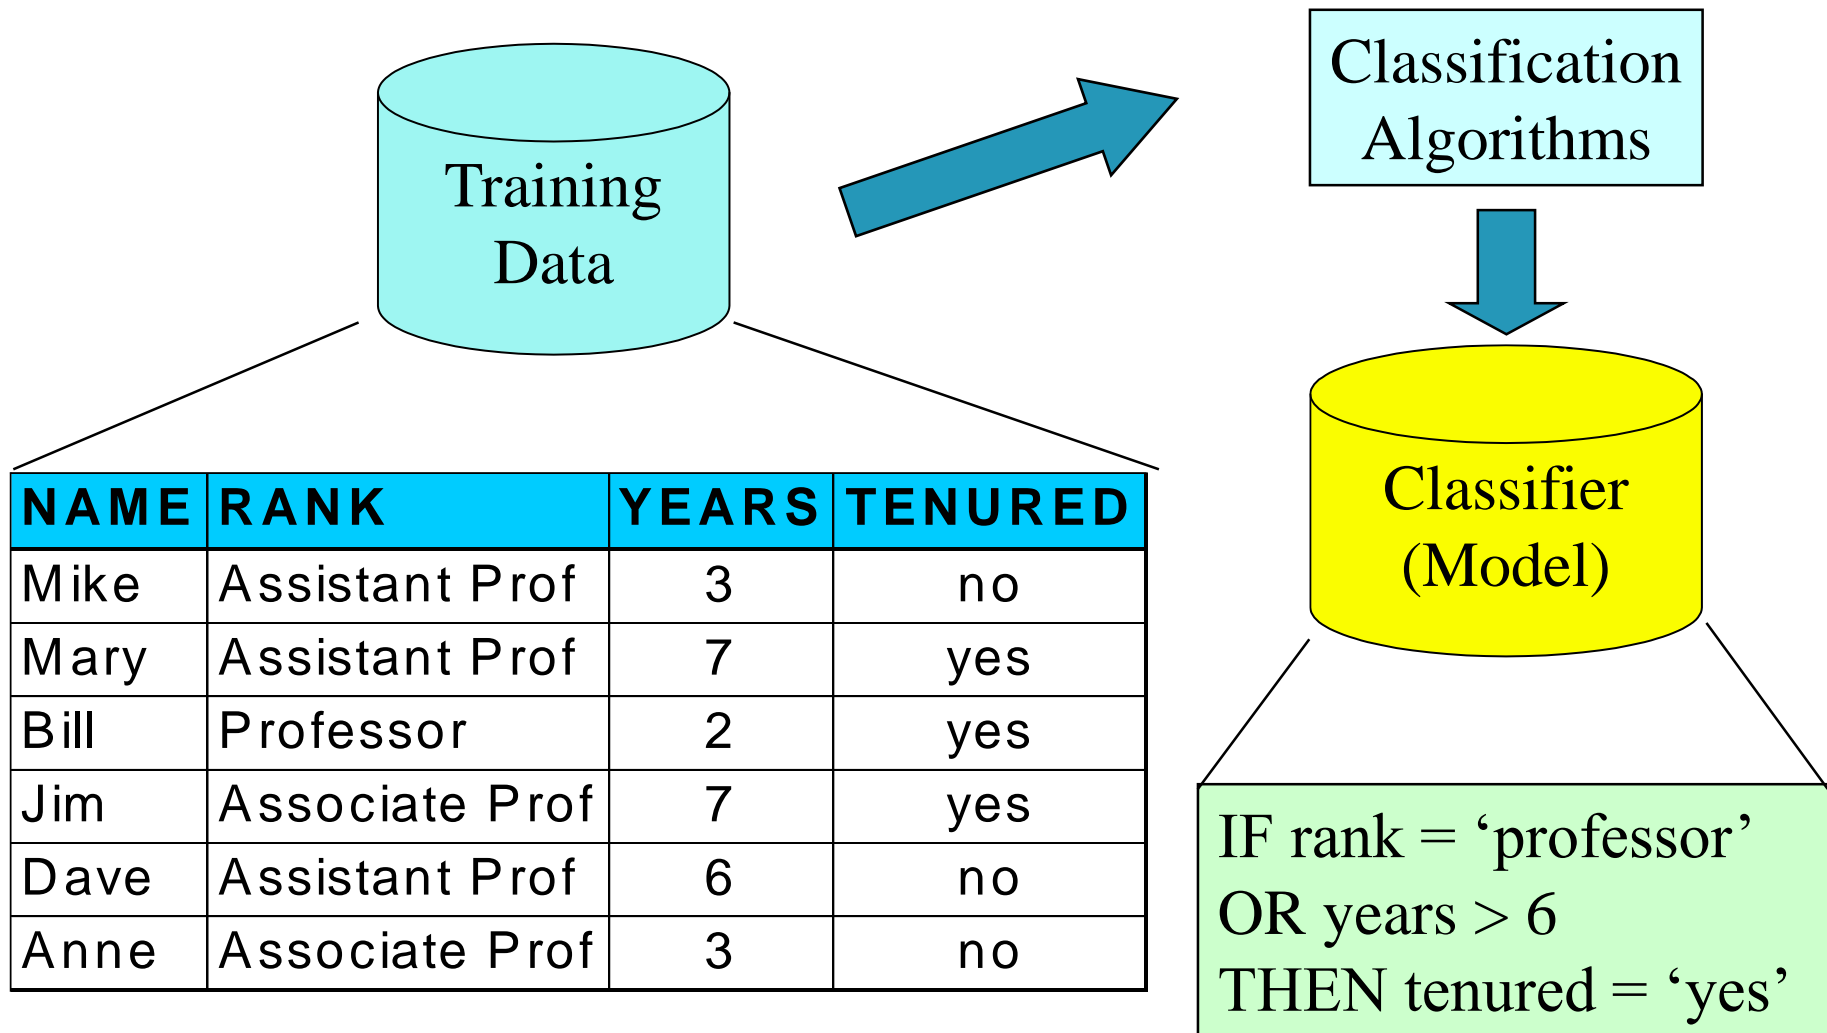 Training
Data
Classification
Algorithms
NAME RANK YEARS TENURED
Mike Assistant Prof 3 no
Mary Assistant Prof 7 yes
Bill Professor 2 yes
Jim Associate Prof 7 yes
Dave Assistant Prof 6 no
Anne Associate Prof 3 no
Classifier
(Model)
IF rank = ‘professor’
OR years > 6
THEN tenured = ‘yes’